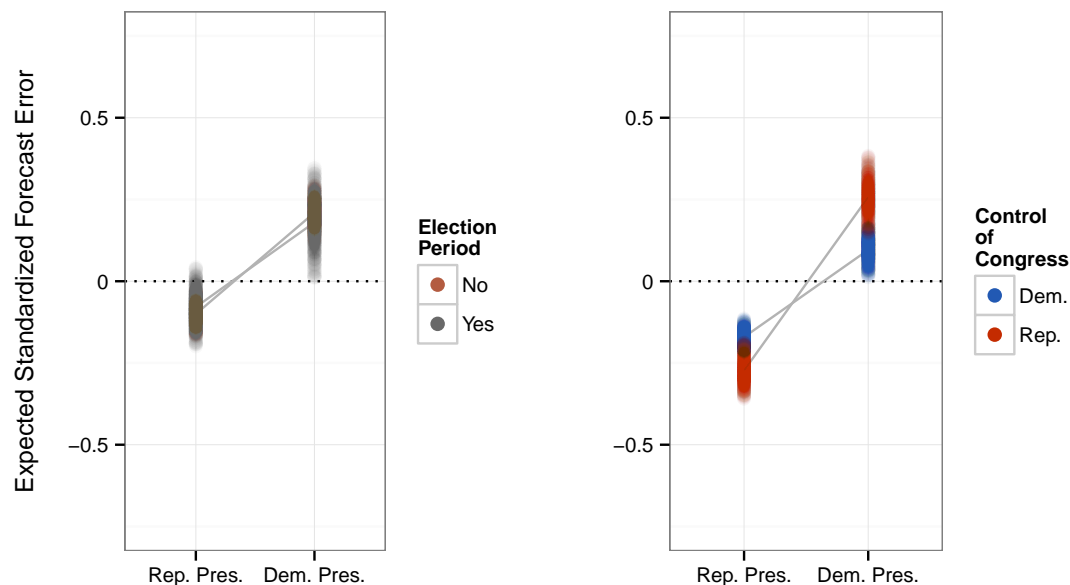 Expected Standardized Forecast Error
0.5
0
−0.5
Rep. Pres.
Dem. Pres.
Election
Period
No
Yes
0.5
0
−0.5
Rep. Pres.
Dem. Pres.
Control
of
Congress
Dem.
Rep.